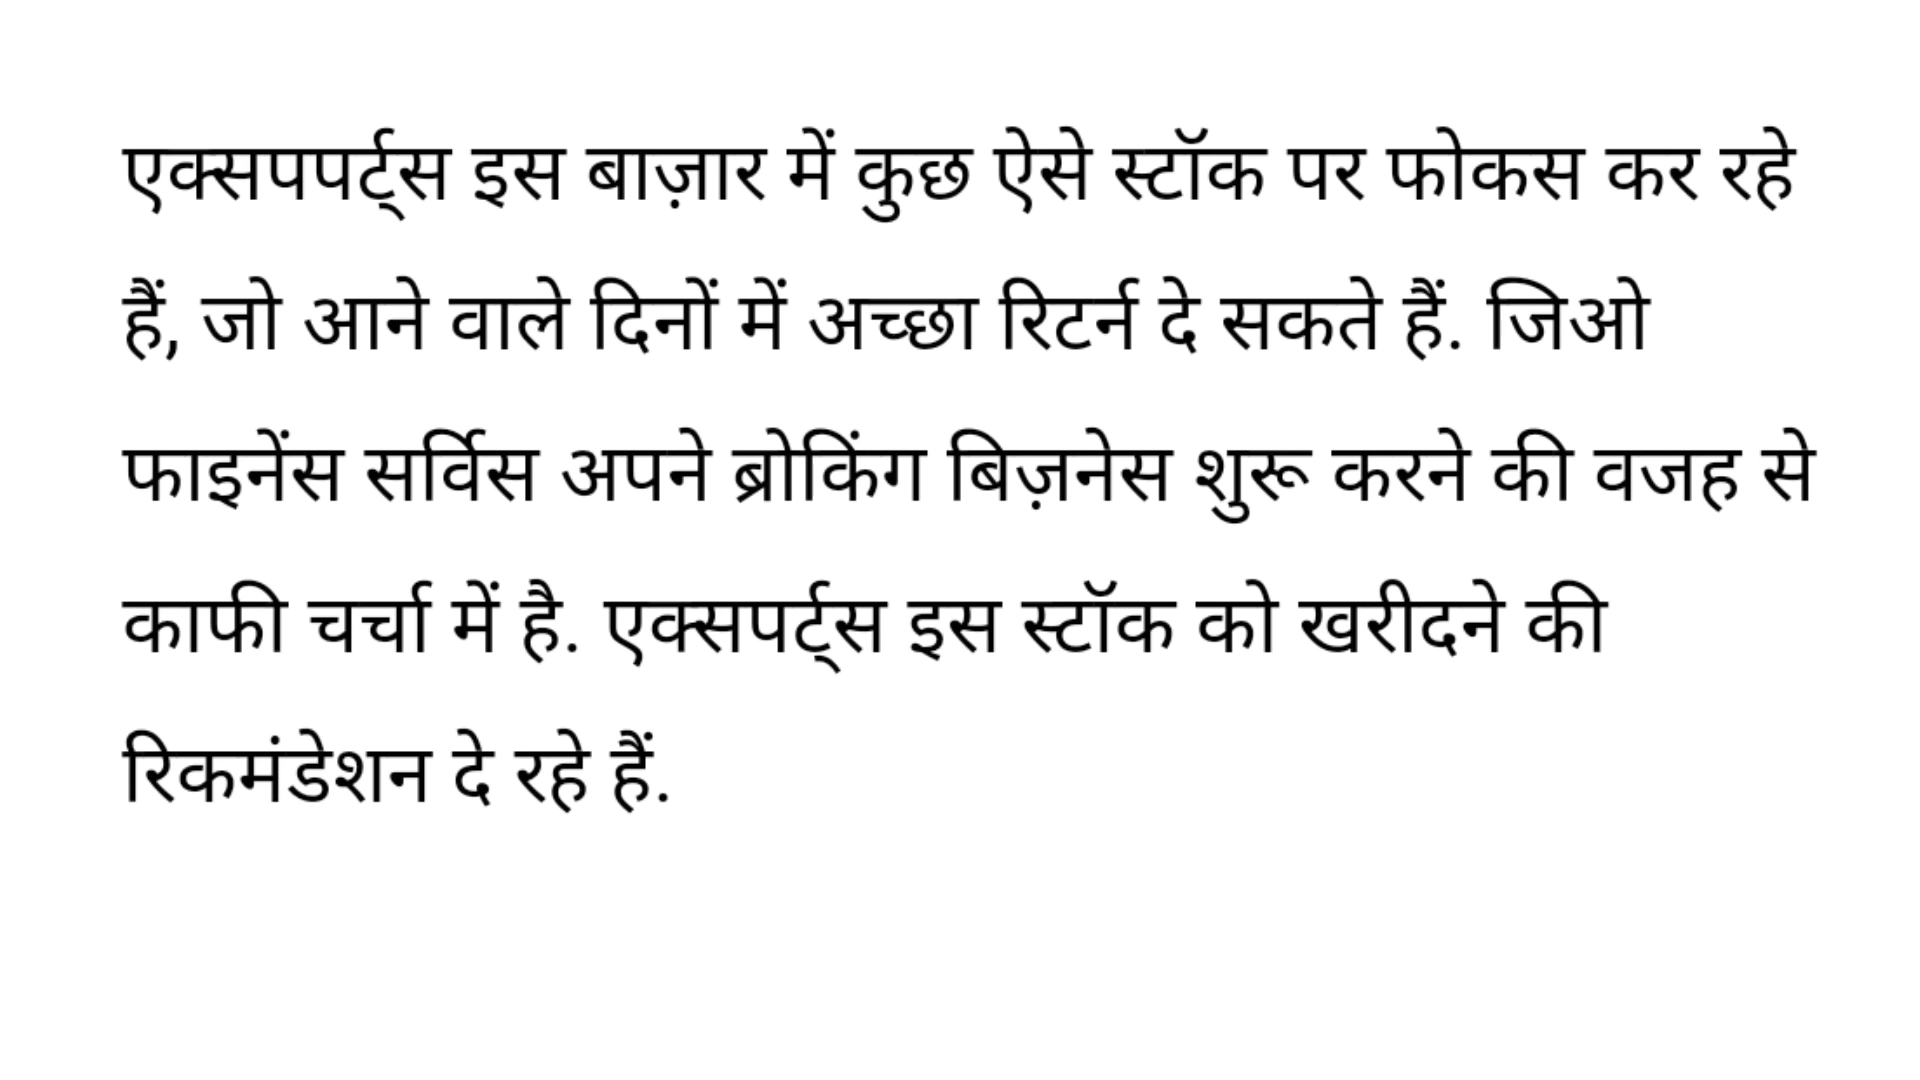 एक्सपपर्ट्स इस बाज़ार में कुछ ऐसे स्टॉक पर फोकस कर रहे
हैं, जो आने वाले दिनों में अच्छा रिटर्न दे सकते हैं. जिओ
फाइनेंस सर्विस अपने ब्रोकिंग बिज़नेस शुरू करने की वजह से
काफी चर्चा में है. एक्सपर्ट्स इस स्टॉक को खरीदने की
रिकमंडेशन दे रहे हैं.